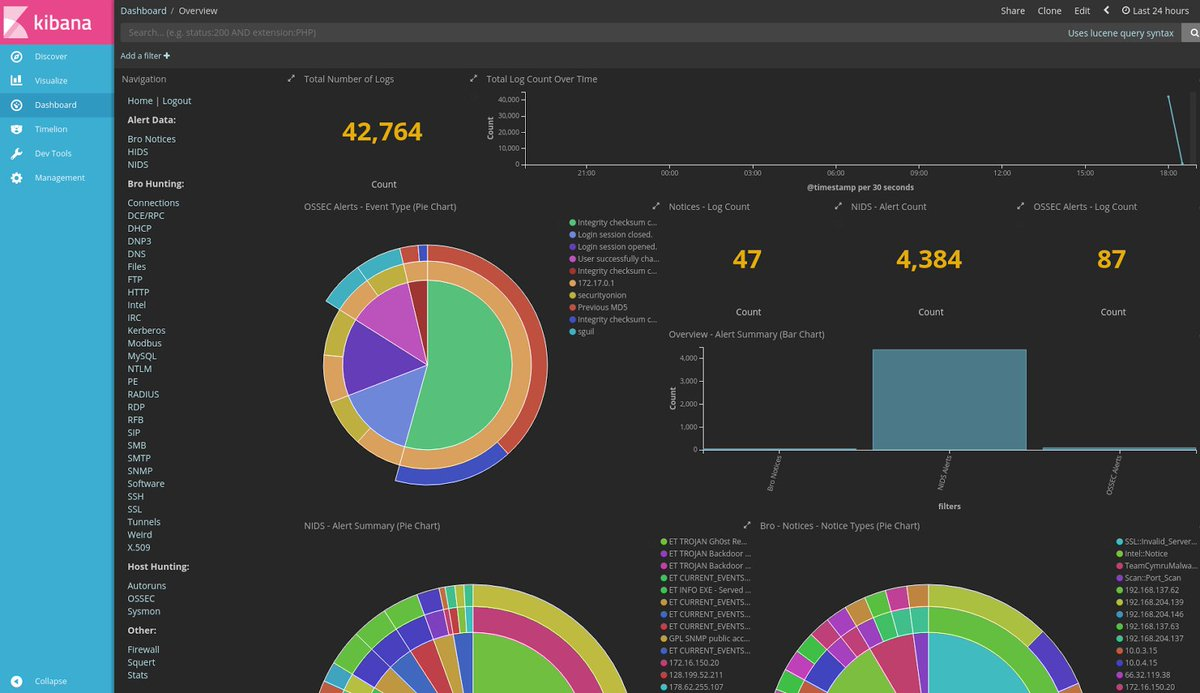 kibana
Discover
Visualize
Dashboard
Timelion
Dev Tools
Management
Collapse
Dashboard / Overview
Share Clone Edit Last 24 hours
Search... (e.g. status:200 AND extension:PHP)
Uses lucene query syntax
Add a filter +
Navigation
Home | Logout
Alert Data:
Bro Notices
HIDS
NIDS
Bro Hunting:
Connections
DCE/RPC
DHCP
DNP3
DNS
Files
FTP
HTTP
Intel
IRC
Kerberos
Modbus
MySQL
NTLM
PE
RADIUS
RDP
RFB
SIP
SMB
SMTP
SNMP
Software
SSH
SSL
Tunnels
Weird
X.509
Host Hunting:
Autoruns
OSSEC
Sysmon
Other:
Firewall
Squert
Stats
Total Number of Logs
42,764
Count
Total Log Count Over TIme
Count
40,000
30,000
20,000
10,000
0
21:00 00:00 03:00 06:00 09:00 12:00 15:00 18:00
@timestamp per 30 seconds
OSSEC Alerts - Event Type (Pie Chart)
Integrity checksum c...
Login session closed.
Login session opened.
User successfully cha...
Integrity checksum c...
172.17.0.1
securityonion
Previous MD5
Integrity checksum c...
sguil
Notices - Log Count
47
Count
NIDS - Alert Count
4,384
Count
OSSEC Alerts - Log Count
87
Count
Overview - Alert Summary (Bar Chart)
Count
4,000
3,000
2,000
1,000
0
Bro Notices
NIDS Alerts
OSSEC Alerts
filters
NIDS - Alert Summary (Pie Chart)
ET TROJAN Gh0st Re...
ET TROJAN Backdoor ...
ET TROJAN Backdoor ...
ET CURRENT_EVENTS...
ET INFO EXE - Served ...
ET CURRENT_EVENTS...
ET CURRENT_EVENTS...
ET CURRENT_EVENTS...
GPL SNMP public acc...
ET CURRENT_EVENTS...
172.16.150.20
128.199.52.211
178.62.255.107
Bro - Notices - Notice Types (Pie Chart)
SSL::Invalid_Server...
Intel::Notice
TeamCymruMalwa...
Scan::Port_Scan
192.168.137.62
192.168.204.139
192.168.204.146
192.168.137.63
192.168.204.137
10.0.3.15
10.0.4.15
66.32.119.38
172.16.150.20